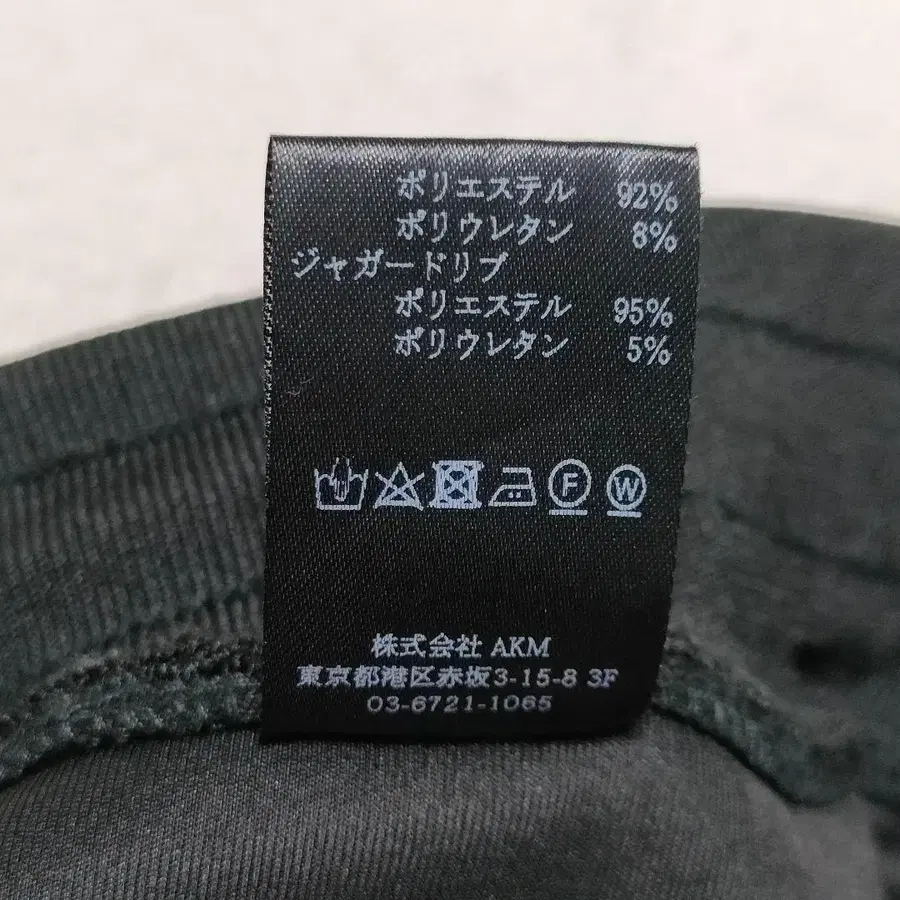 ポリエステル 92%
ポリウレタン 8%
ジャガードリブ
ポリエステル 95%
ポリウレタン 5%
F W
株式会社 AKM
東京都港区赤坂3-15-8 3F
03-6721-1065